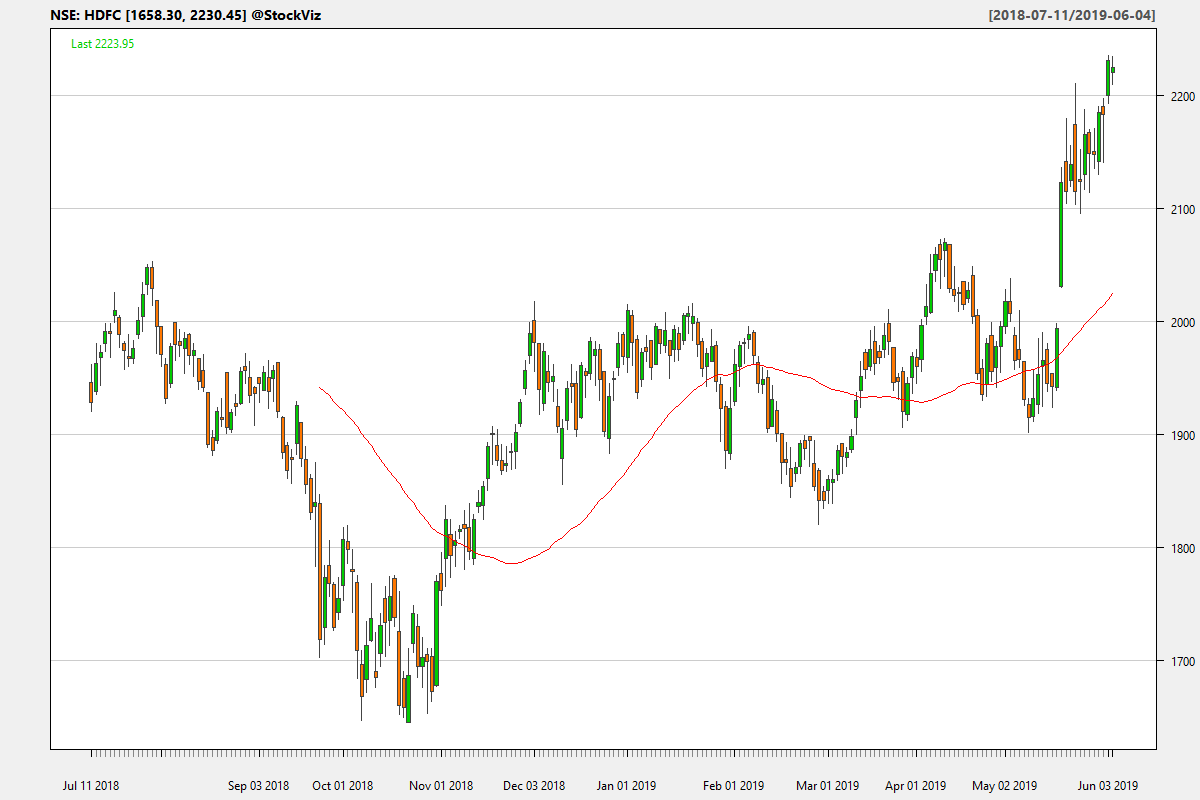 NSE: HDFC [1658.30, 2230.45] @StockViz [2018-07-11/2019-06-04]
Last 2223.95
2200
2100
2000
1900
1800
1700
Jul 11 2018 Sep 03 2018 Oct 01 2018 Nov 01 2018 Dec 03 2018 Jan 01 2019 Feb 01 2019 Mar 01 2019 Apr 01 2019 May 02 2019 Jun 03 2019